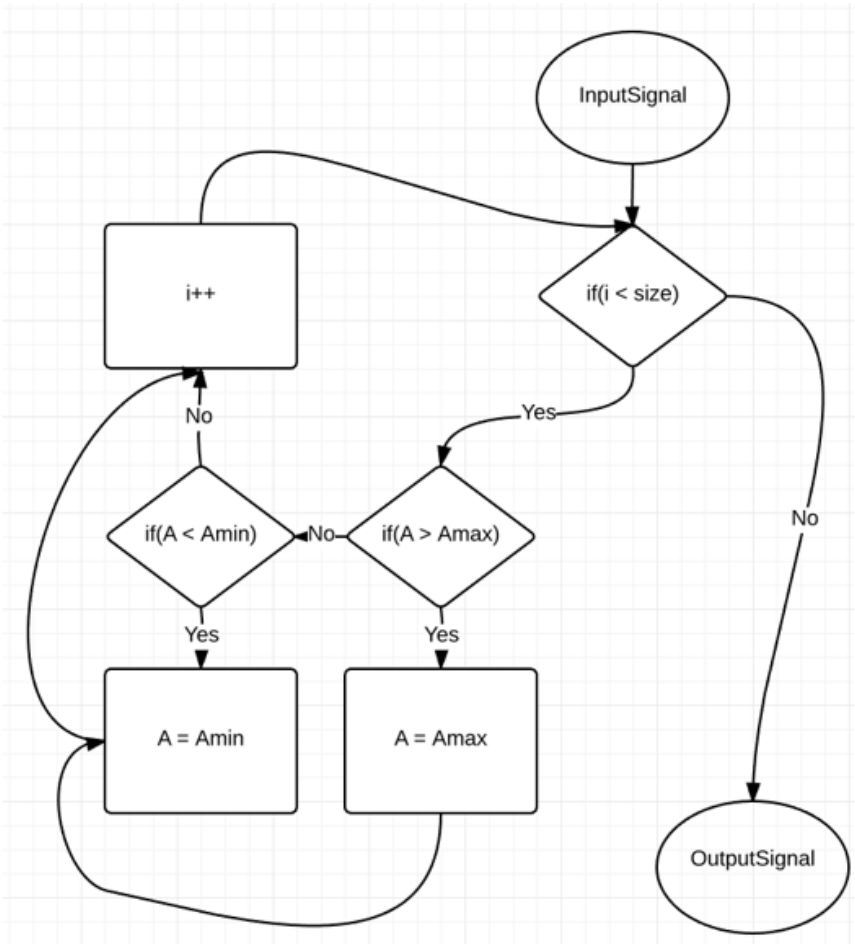 InputSignal
i++
if(i < size)
Yes
No
if(A < Amin)
No
if(A > Amax)
No
Yes
Yes
A = Amin
A = Amax
OutputSignal